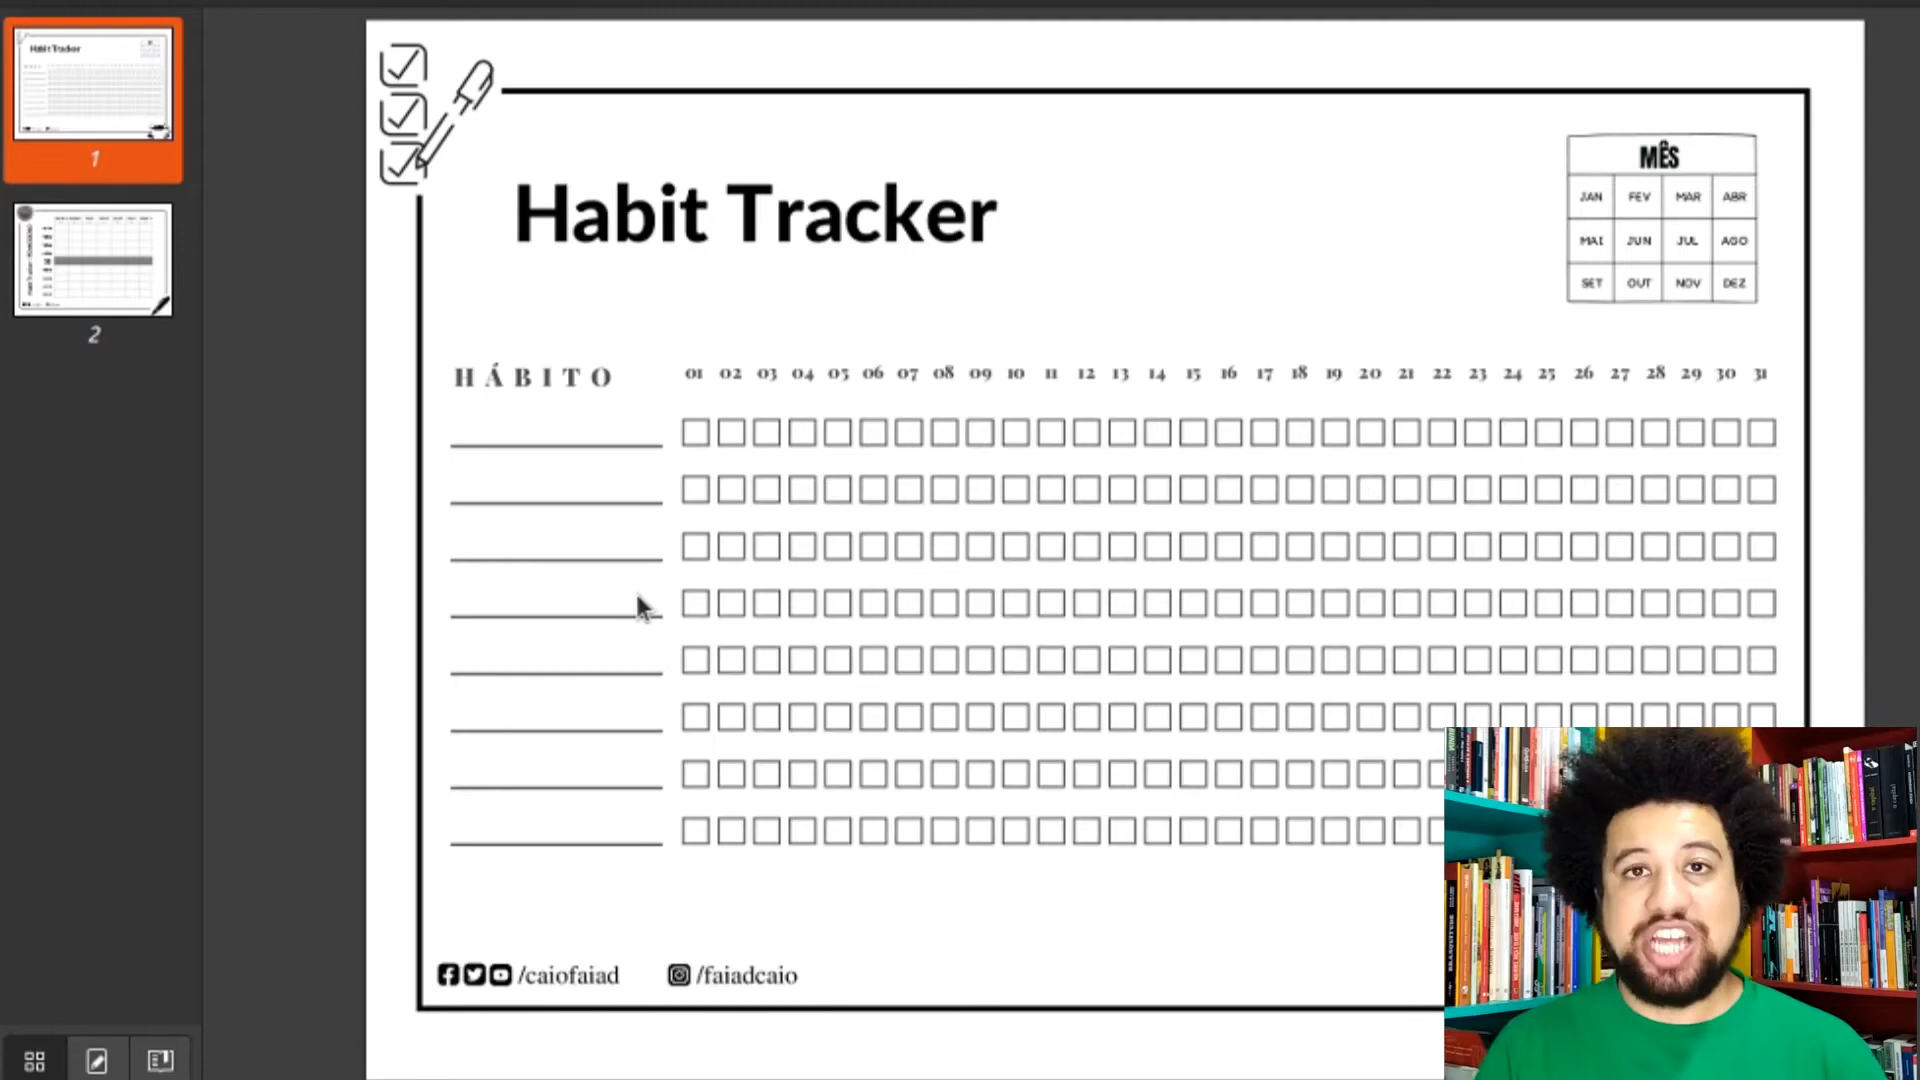 Habit Tracker
1
2
Habit Tracker
MÊS
JAN FEV MAR ABR
MAI JUN JUL AGO
SET OUT NOV DEZ
HÁBITO 01 02 03 04 05 06 07 08 09 10 11 12 13 14 15 16 17 18 19 20 21 22 23 24 25 26 27 28 29 30 31
/caiofaiad /faiadcaio